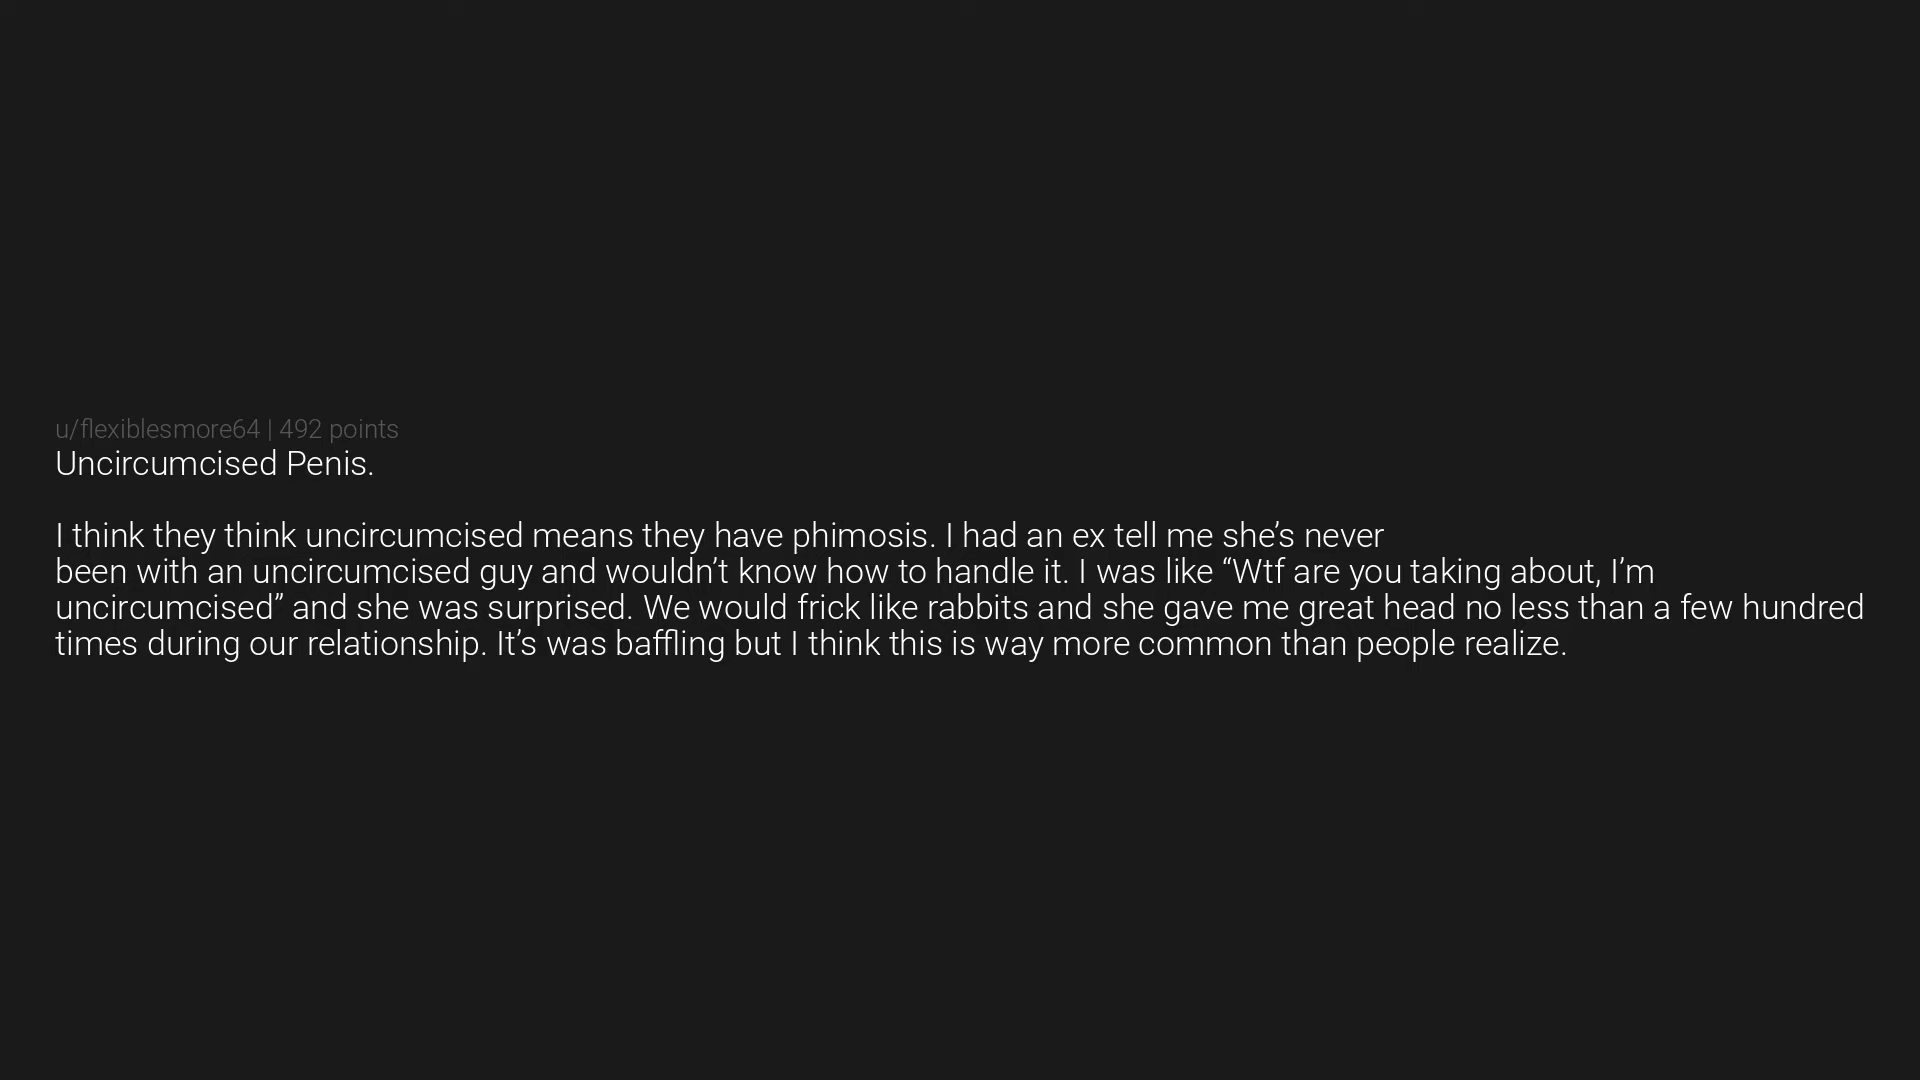 u/flexiblesmore64 | 492 points
Uncircumcised Penis.
I think they think uncircumcised means they have phimosis. I had an ex tell me she’s never
been with an uncircumcised guy and wouldn’t know how to handle it. I was like “Wtf are you taking about, I’m
uncircumcised” and she was surprised. We would frick like rabbits and she gave me great head no less than a few hundred
times during our relationship. It’s was baffling but I think this is way more common than people realize.